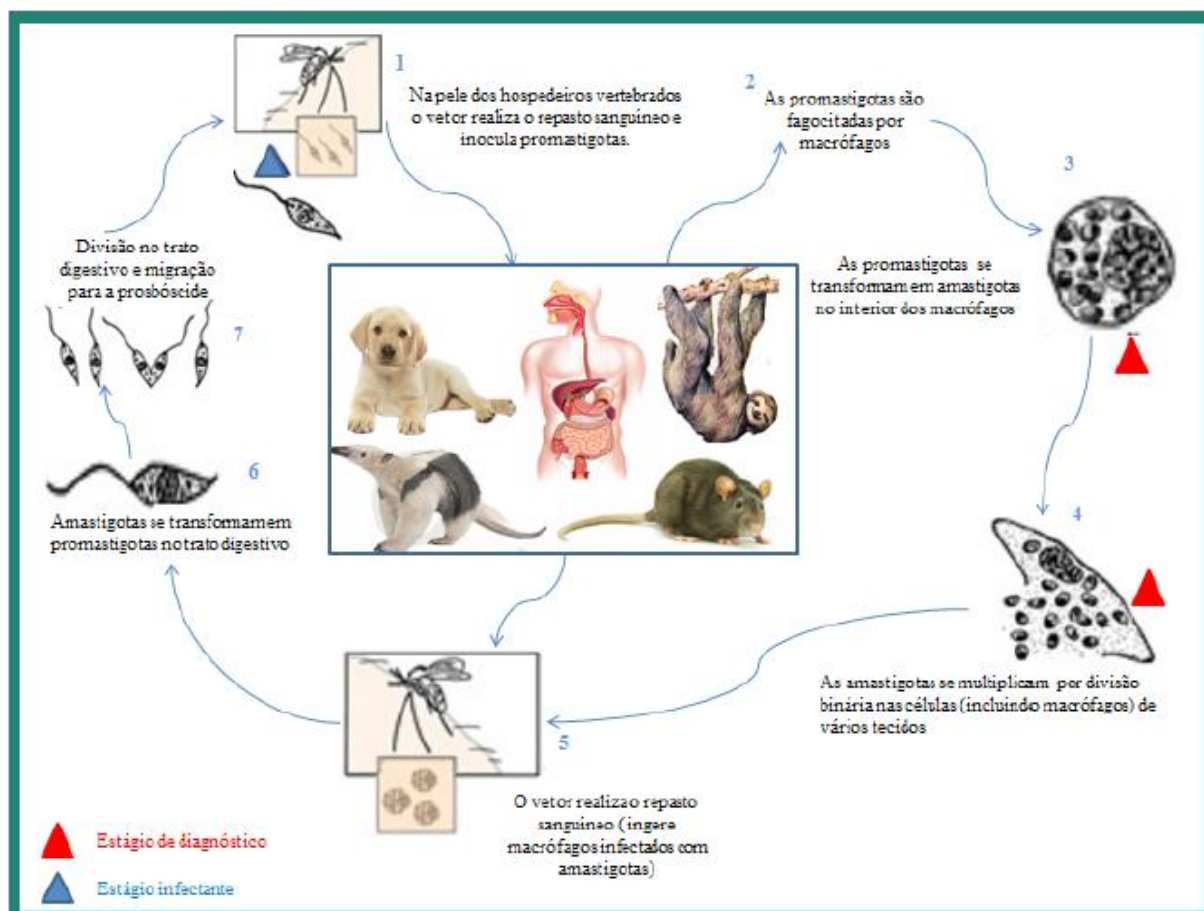 1
Na pele dos hospedeiros vertebrados
o vetor realiza o repasto sanguíneo e
inocula promastigotas.
2
As promastigotas são
fagocitadas por
macrófagos
3
As promastigotas se
transformam em amastigotas
no interior dos macrófagos
4
As amastigotas se multiplicam por divisão
binária nas células (incluindo macrófagos) de
vários tecidos
5
O vetor realiza o repasto
sanguíneo (ingere
macrófagos infectados com
amastigotas)
6
Amastigotas se transformam em
promastigotas no trato digestivo
Divisão no trato
digestivo e migração
para a prosbóscide
7
Estágio de diagnóstico
Estágio infectante